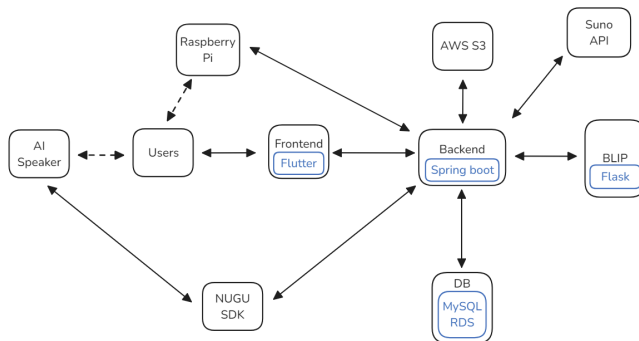 Raspberry
Pi
AWS S3
Suno
API
AI
Speaker
Users
Frontend
Flutter
Backend
Spring boot
BLIP
Flask
NUGU
SDK
DB
MySQL
RDS